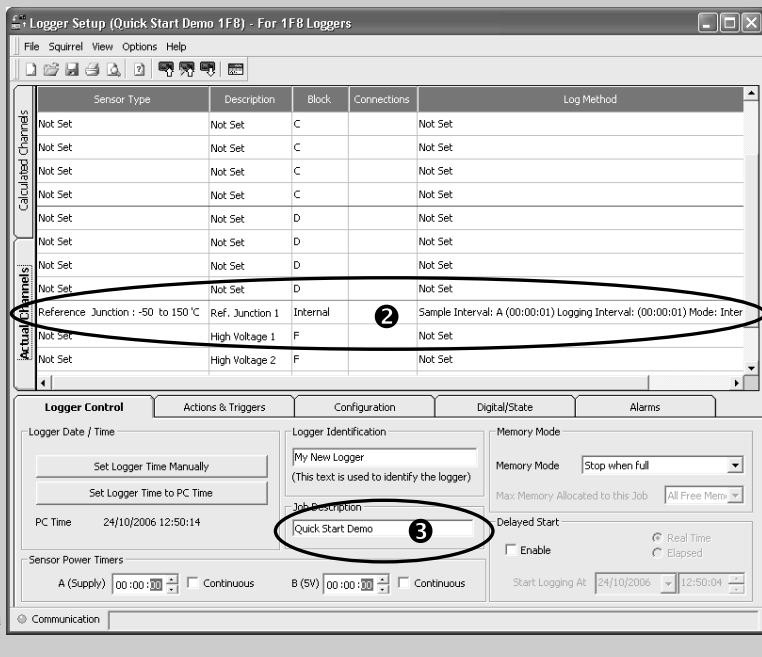 Logger Setup (Quick Start Demo 1F8) - For 1F8 Loggers
File Squirrel View Options Help
Calculated Channels
Actual Channels
Sensor Type Description Block Connections Log Method
Not Set Not Set C Not Set
Not Set Not Set C Not Set
Not Set Not Set C Not Set
Not Set Not Set C Not Set
Not Set Not Set D Not Set
Not Set Not Set D Not Set
Not Set Not Set D Not Set
Not Set Not Set D Not Set
Reference Junction : -50 to 150 'C Ref. Junction 1 Internal ❷ Sample Interval: A (00:00:01) Logging Interval: (00:00:01) Mode: Inter
Not Set High Voltage 1 F Not Set
Not Set High Voltage 2 F Not Set
Logger Control Actions & Triggers Configuration Digital/State Alarms
Logger Date / Time
Set Logger Time Manually
Set Logger Time to PC Time
PC Time 24/10/2006 12:50:14
Logger Identification
My New Logger
(This text is used to identify the logger)
Job Description
Quick Start Demo ❸
Memory Mode
Memory Mode Stop when full
Max Memory Allocated to this Job All Free Mem
Delayed Start
Enable
Real Time
Elapsed
Start Logging At 24/10/2006 12:50:04
Sensor Power Timers
A (Supply) 00:00:00 Continuous B (5V) 00:00:00 Continuous
Communication